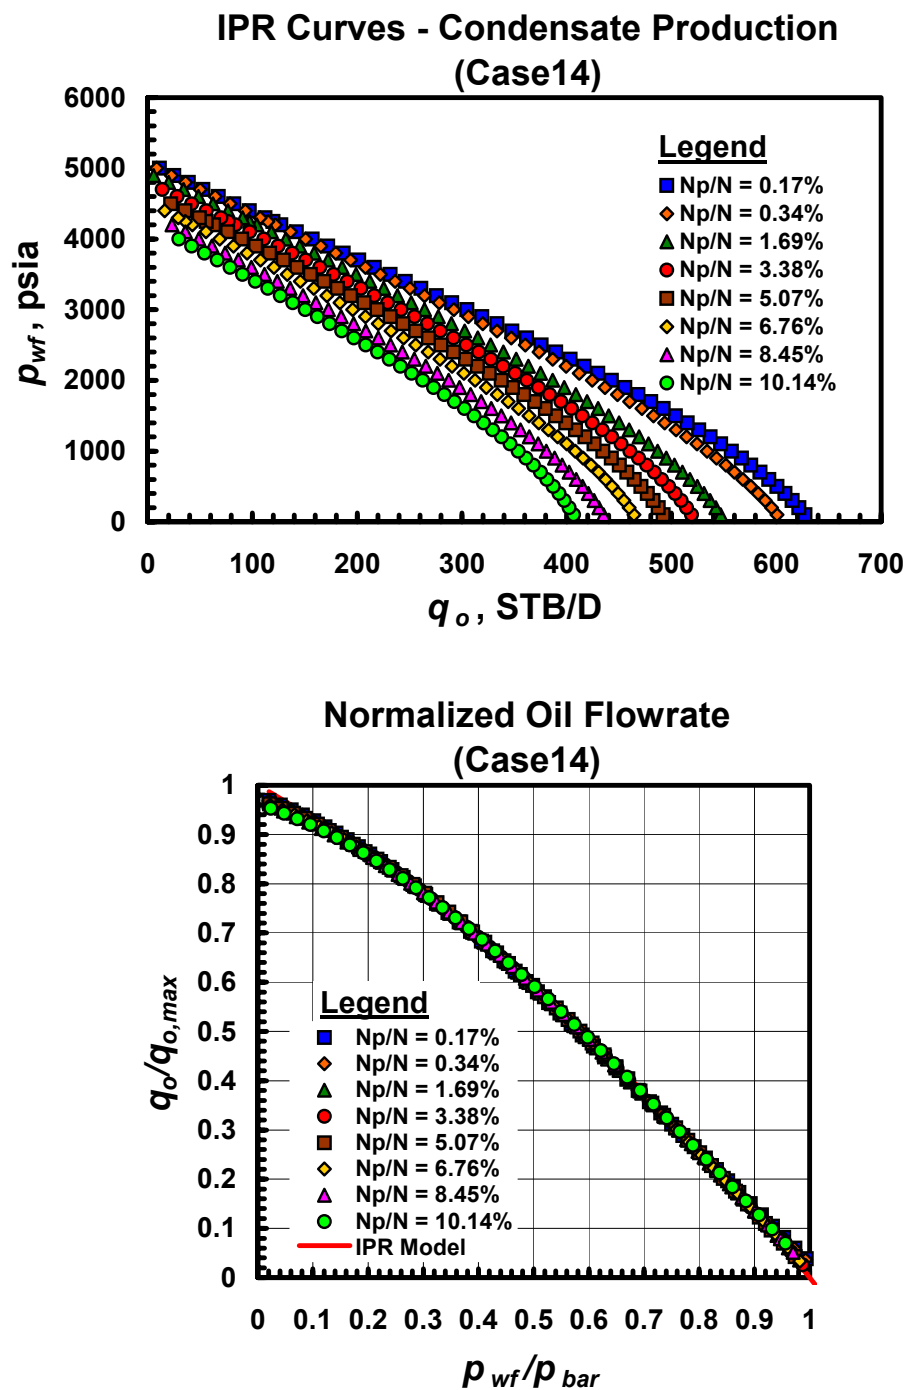 IPR Curves - Condensate Production
(Case14)
6000
5000
4000
3000
2000
1000
0
p wf, psia
Legend
Np/N = 0.17%
Np/N = 0.34%
Np/N = 1.69%
Np/N = 3.38%
Np/N = 5.07%
Np/N = 6.76%
Np/N = 8.45%
Np/N = 10.14%
0 100 200 300 400 500 600 700
q o , STB/D
Normalized Oil Flowrate
(Case14)
1
0.9
0.8
0.7
0.6
0.5
0.4
0.3
0.2
0.1
0
qo/qo,max
Legend
Np/N = 0.17%
Np/N = 0.34%
Np/N = 1.69%
Np/N = 3.38%
Np/N = 5.07%
Np/N = 6.76%
Np/N = 8.45%
Np/N = 10.14%
IPR Model
0 0.1 0.2 0.3 0.4 0.5 0.6 0.7 0.8 0.9 1
p wf /p bar